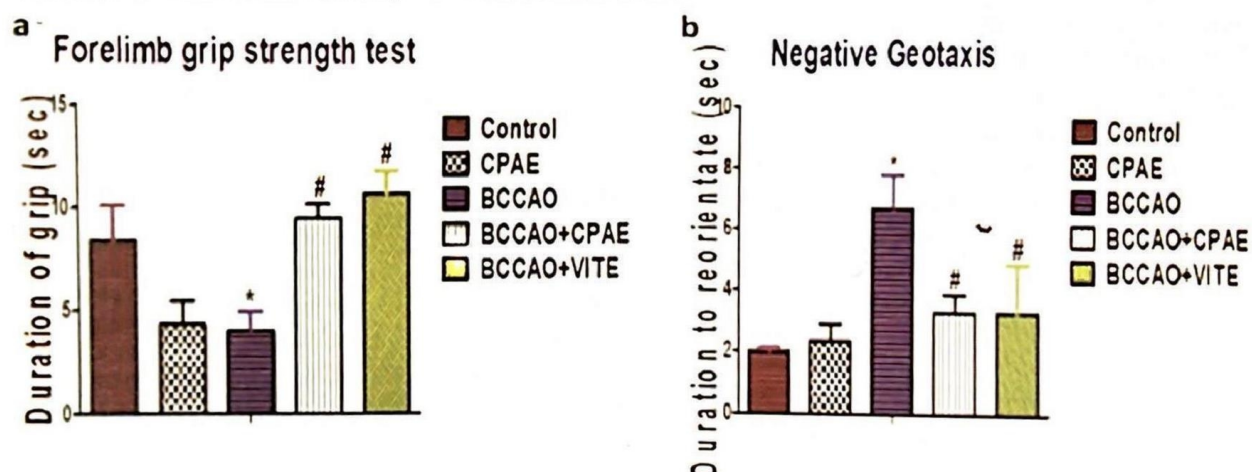 a
Forelimb grip strength test
Duration of grip (sec)
15
10
5
0
*
#
#
Control
CPAE
BCCAO
BCCAO+CPAE
BCCAO+VITE
b
Negative Geotaxis
Duration to reorientate (sec)
10
8
6
4
2
0
*
#
#
Control
CPAE
BCCAO
BCCAO+CPAE
BCCAO+VITE